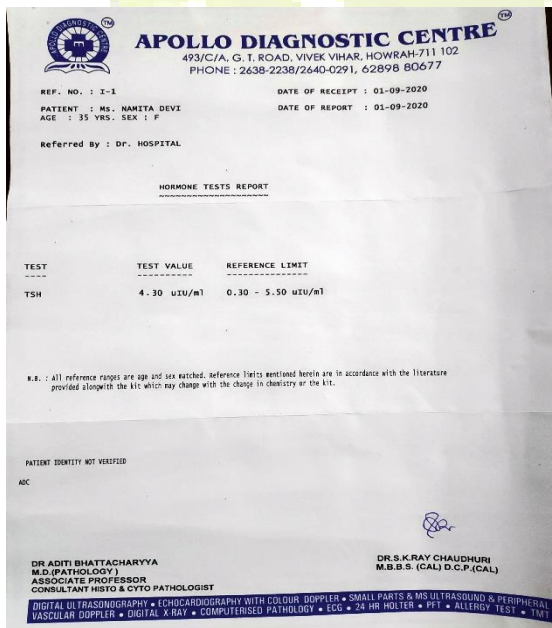 APOLLO DIAGNOSTIC CENTRE TM
TM
APOLLO DIAGNOSTIC CENTRE
493/C/A, G. T. ROAD, VIVEK VIHAR, HOWRAH-711 102
PHONE : 2638-2238/2640-0291, 62898 80677
REF. NO. : I-1 DATE OF RECEIPT : 01-09-2020
PATIENT : Ms. NAMITA DEVI DATE OF REPORT : 01-09-2020
AGE : 35 YRS. SEX : F
Referred By : Dr. HOSPITAL
HORMONE TESTS REPORT
TEST TEST VALUE REFERENCE LIMIT
TSH 4.30 uIU/ml 0.30 - 5.50 uIU/ml
N.B. : All reference ranges are age and sex matched. Reference limits mentioned herein are in accordance with the literature
provided alongwith the kit which may change with the change in chemistry or the kit.
PATIENT IDENTITY NOT VERIFIED
ADC
DR ADITI BHATTACHARYYA
M.D.(PATHOLOGY )
ASSOCIATE PROFESSOR
CONSULTANT HISTO & CYTO PATHOLOGIST
DR.S.K.RAY CHAUDHURI
M.B.B.S. (CAL) D.C.P.(CAL)
DIGITAL ULTRASONOGRAPHY • ECHOCARDIOGRAPHY WITH COLOUR DOPPLER • SMALL PARTS & MS ULTRASOUND & PERIPHERAL
VASCULAR DOPPLER • DIGITAL X-RAY • COMPUTERISED PATHOLOGY • ECG • 24 HR HOLTER • PFT • ALLERGY TEST • TMT